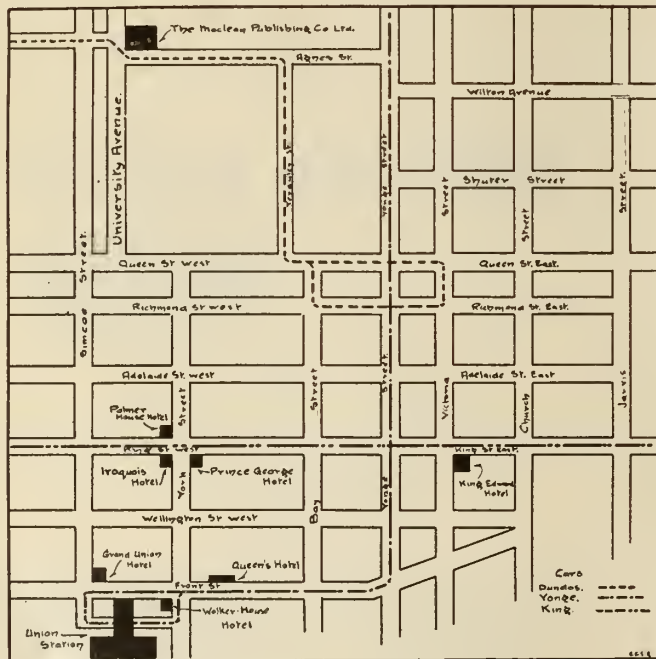 The Maclean Publishing Co Ltd.
Agnes St.
Wilton Avenue
University Avenue.
Yonge Street
Shuter Street
Street
Street
Street.
Simcoe Street.
Queen St West
Queen St. East.
Richmond St West
Richmond St. East.
Adelaide St. West
Adelaide St. East
York Street
Bay Street
Yonge Street
Victoria
Church
Jarvis
Palmer
House Hotel
King St West
King St East.
Iroquois
Hotel
Prince George
Hotel
King Edward
Hotel
Wellington St West
Grand Union
Hotel
Queen's Hotel
Front St
Walker-House
Hotel
Union
Station
Cars
Dundas.
Yonge.
King.